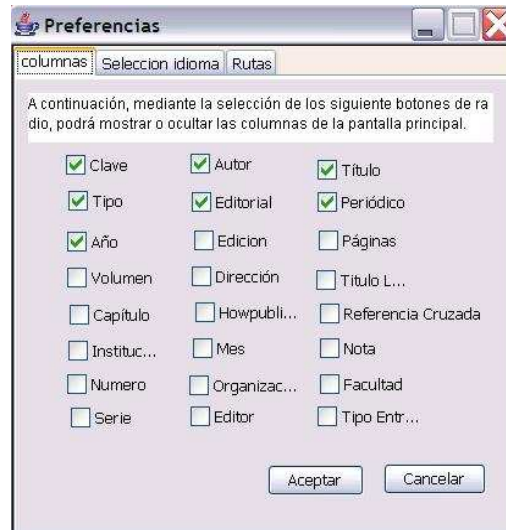 Preferencias
columnas Seleccion idioma Rutas
A continuación, mediante la selección de los siguiente botones de ra
dio, podrá mostrar o ocultar las columnas de la pantalla principal.
Clave Autor Título
Tipo Editorial Periódico
Año Edicion Páginas
Volumen Dirección Titulo L...
Capítulo Howpubli... Referencia Cruzada
Instituc... Mes Nota
Numero Organizac... Facultad
Serie Editor Tipo Entr...
Aceptar Cancelar